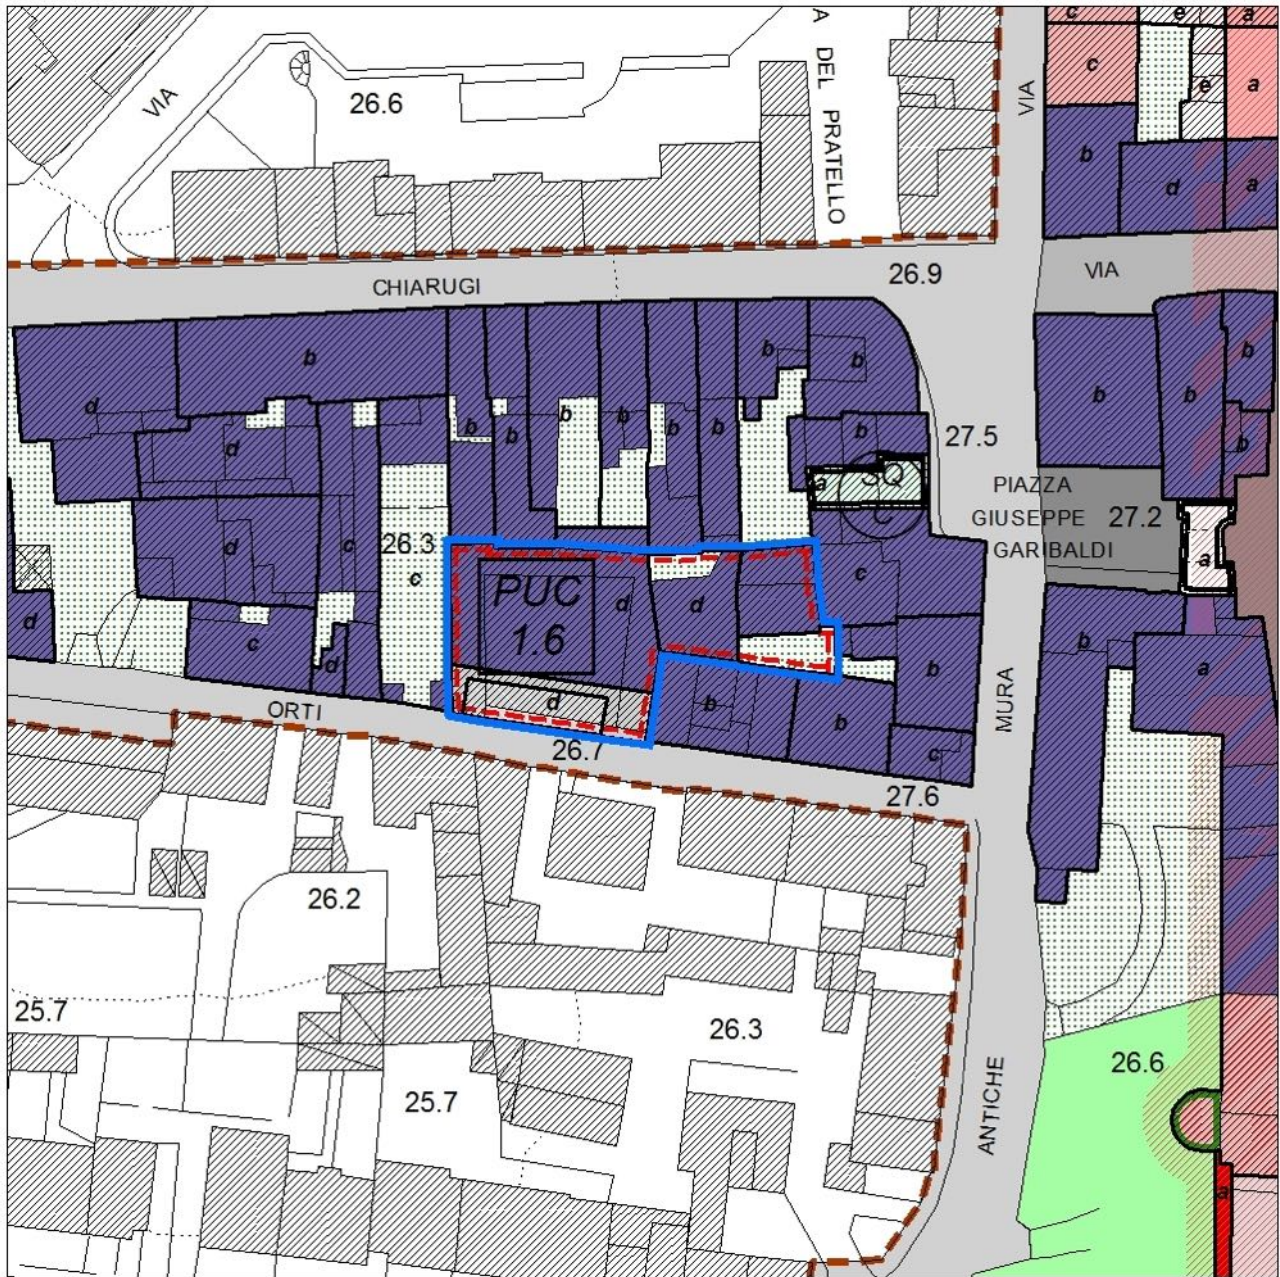 c
e
a
A DEL PRATELLO
VIA
VIA
c
e
a
26.6
b
d
a
26.9
VIA
CHIARUGI
b
b
b
b
b
b
d
b
b
b
b
b
b
b
b
27.5
b
d
a
SQ
C
PIAZZA
GIUSEPPE
GARIBALDI
27.2
d
c
26.3
c
c
a
PUC
1.6
d
d
d
c
d
b
b
a
MURA
ORTI
d
b
b
c
26.7
27.6
26.2
25.7
26.3
26.6
25.7
ANTICHE
a